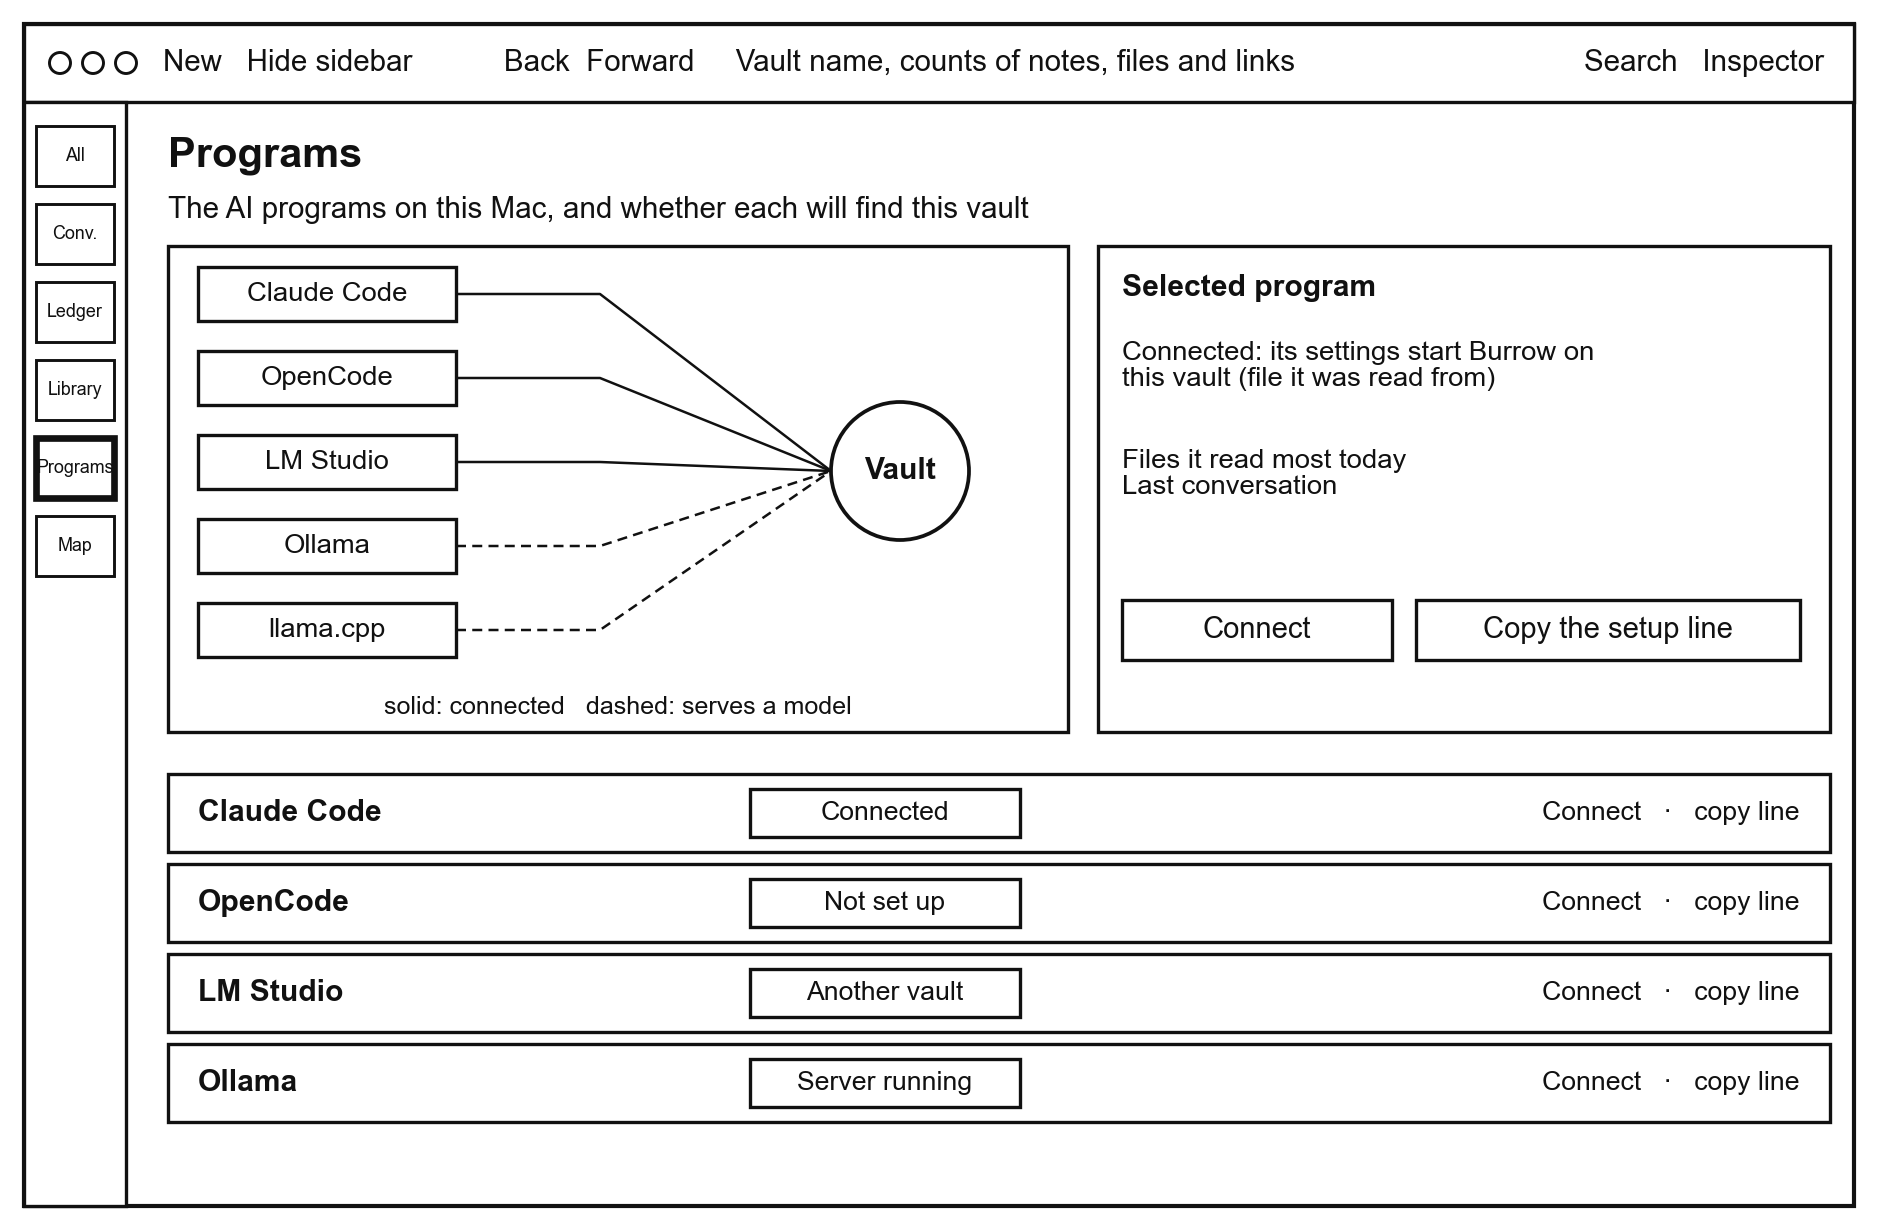 New Hide sidebar Back Forward Vault name, counts of notes, files and links Search Inspector
All
Conv.
Ledger
Library
Programs
Map
Programs
The AI programs on this Mac, and whether each will find this vault
Claude Code
OpenCode
LM Studio
Ollama
llama.cpp
Vault
solid: connected dashed: serves a model
Selected program
Connected: its settings start Burrow on
this vault (file it was read from)
Files it read most today
Last conversation
Connect
Copy the setup line
Claude Code Connected Connect · copy line
OpenCode Not set up Connect · copy line
LM Studio Another vault Connect · copy line
Ollama Server running Connect · copy line